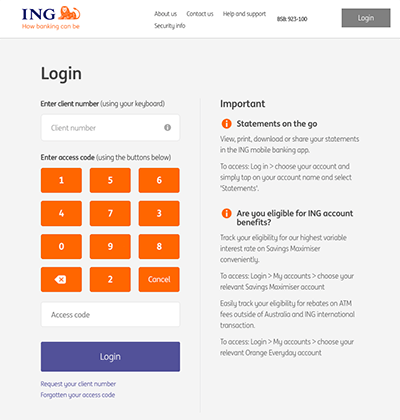 ING
How banking can be
About us Contact us Help and support
Security info
BSB: 923-100
Login
Login
Enter client number (using your keyboard)
Client number
Enter access code (using the buttons below)
1 5 6
4 7 3
0 9 8
2 Cancel
Access code
Login
Request your client number
Forgotten your access code
Important
Statements on the go
View, print, download or share your statements
in the ING mobile banking app.
To access: Log in > choose your account and
simply tap on your account name and select
'Statements'.
Are you eligible for ING account
benefits?
Track your eligibility for our highest variable
interest rate on Savings Maximiser
conveniently.
To access: Login > My accounts > choose your
relevant Savings Maximiser account
Easily track your eligibility for rebates on ATM
fees outside of Australia and ING international
transaction.
To access: Login > My accounts > choose your
relevant Orange Everyday account